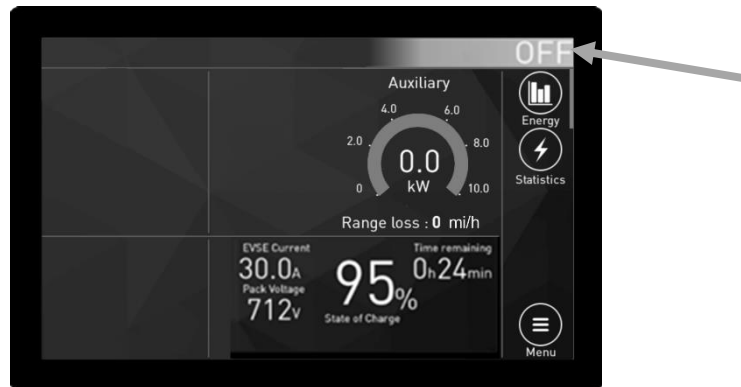 OFF
Auxiliary
4.0 6.0
2.0 8.0
0.0
kW
0 10.0
Range loss : 0 mi/h
Energy
Statistics
EVSE Current
30.0A
Pack Voltage
712v
95%
State of Charge
Time remaining
0h24min
Menu